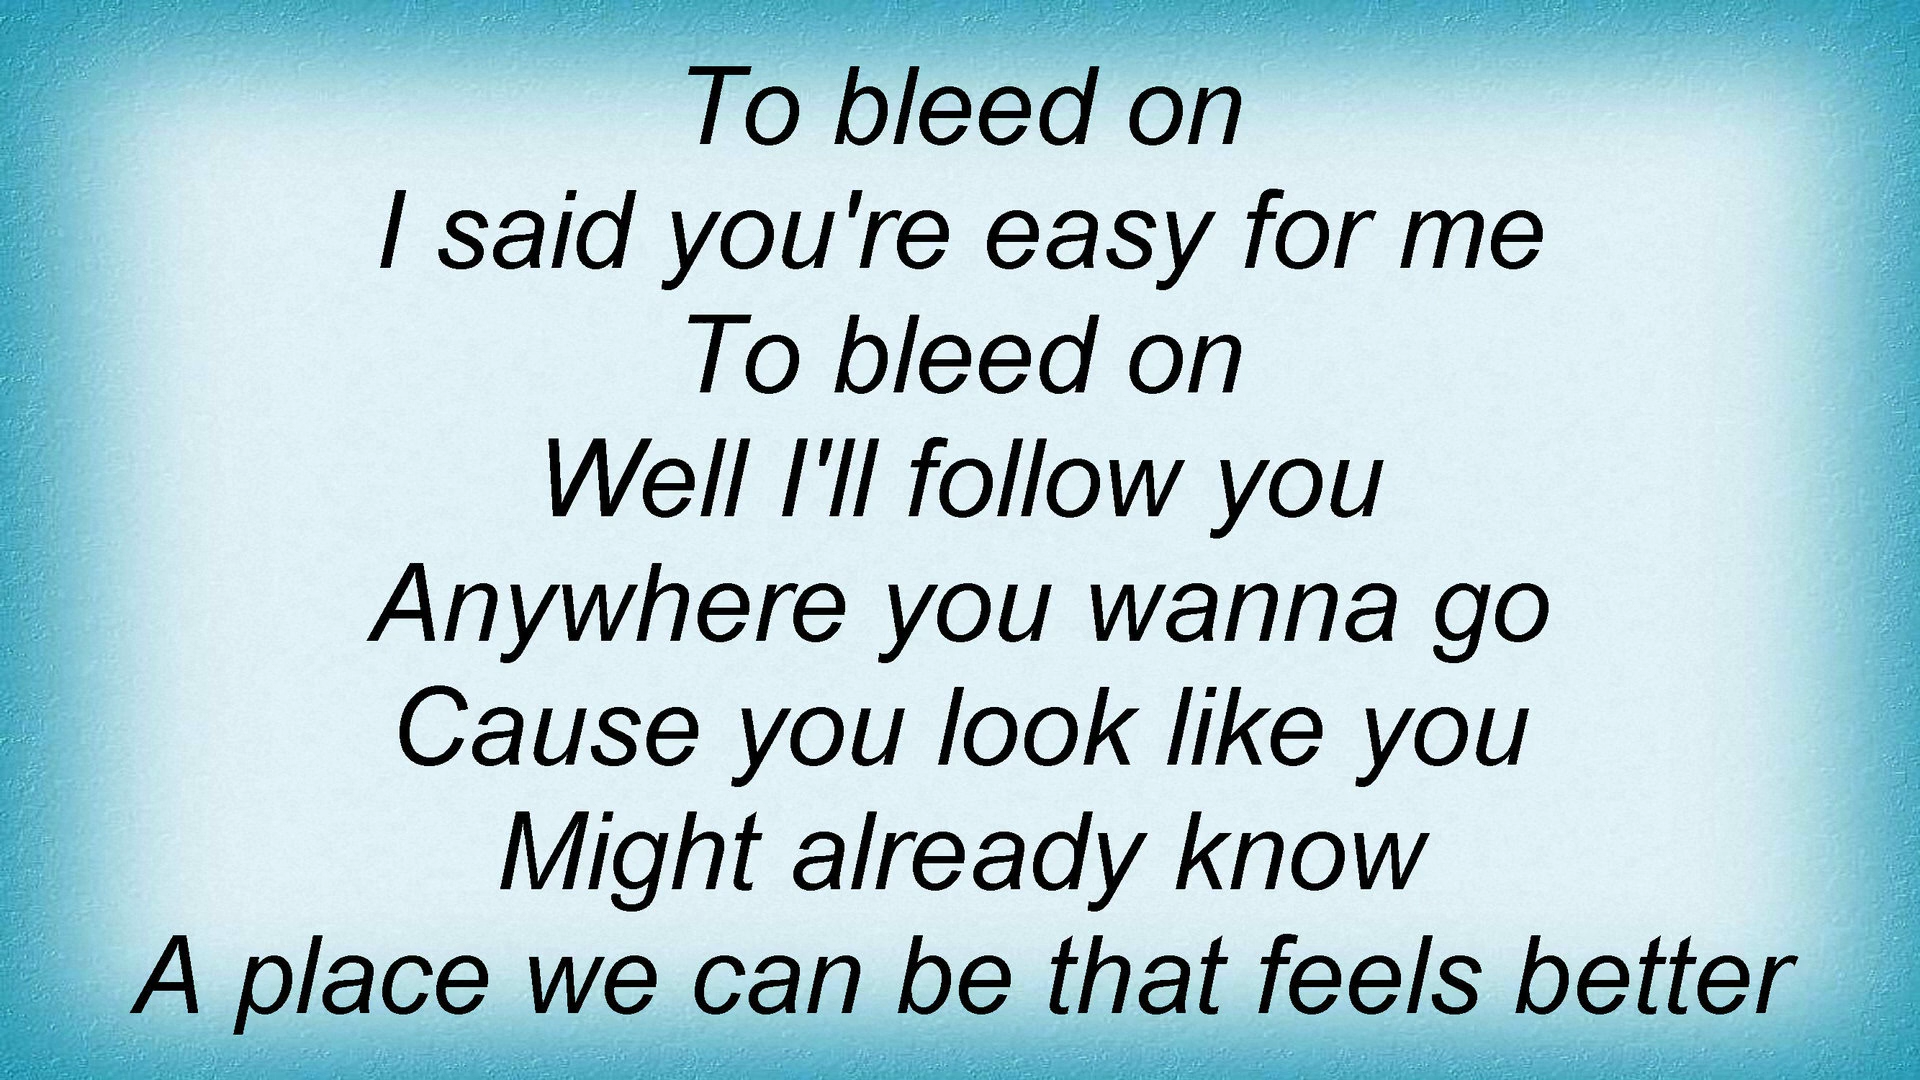 To bleed on
I said you're easy for me
To bleed on
Well I'll follow you
Anywhere you wanna go
Cause you look like you
Might already know
A place we can be that feels better